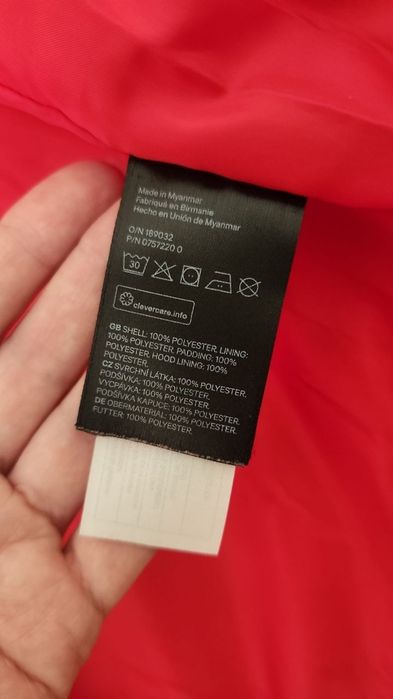 Made in Myanmar
Fabriqué en Birmanie
Hecho en Unión de Myanmar
O/N 189032
P/N 0757220 0
30
clevercare.info
GB SHELL: 100% POLYESTER. LINING:
100% POLYESTER. PADDING: 100%
POLYESTER. HOOD LINING: 100%
POLYESTER.
CZ SVRCHNÍ LÁTKA: 100% POLYESTER.
PODŠÍVKA: 100% POLYESTER.
VYCPÁVKA: 100% POLYESTER.
PODŠÍVKA KAPUCE: 100% POLYESTER.
DE OBERMATERIAL: 100% POLYESTER.
FUTTER: 100% POLYESTER.